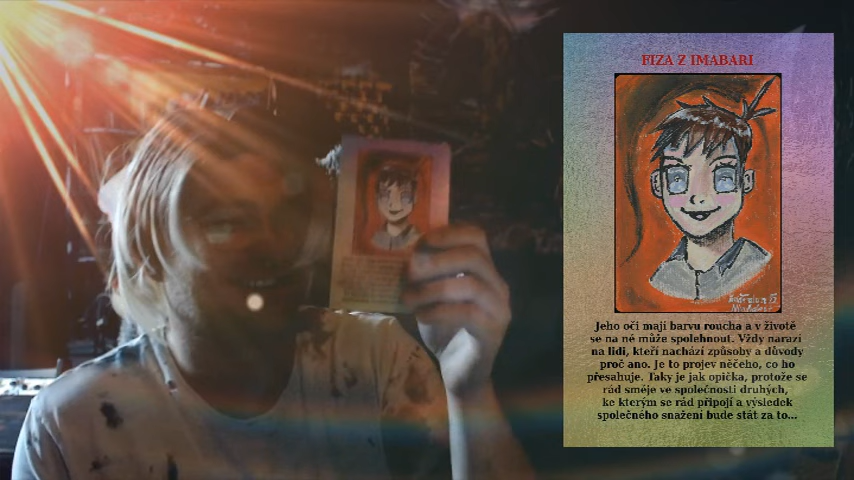 FIZA Z IMABARI
Jeho oči mají barvu roucha a v životě
se na ně může spolehnout. Vždy narazí
na lidi, kteří nachází způsoby a důvody
proč ano. Je to projev něčeho, co ho
přesahuje. Taky je jak opička, protože se
rád směje ve společnosti druhých,
ke kterým se rád připojí a výsledek
společného snažení bude stát za to...